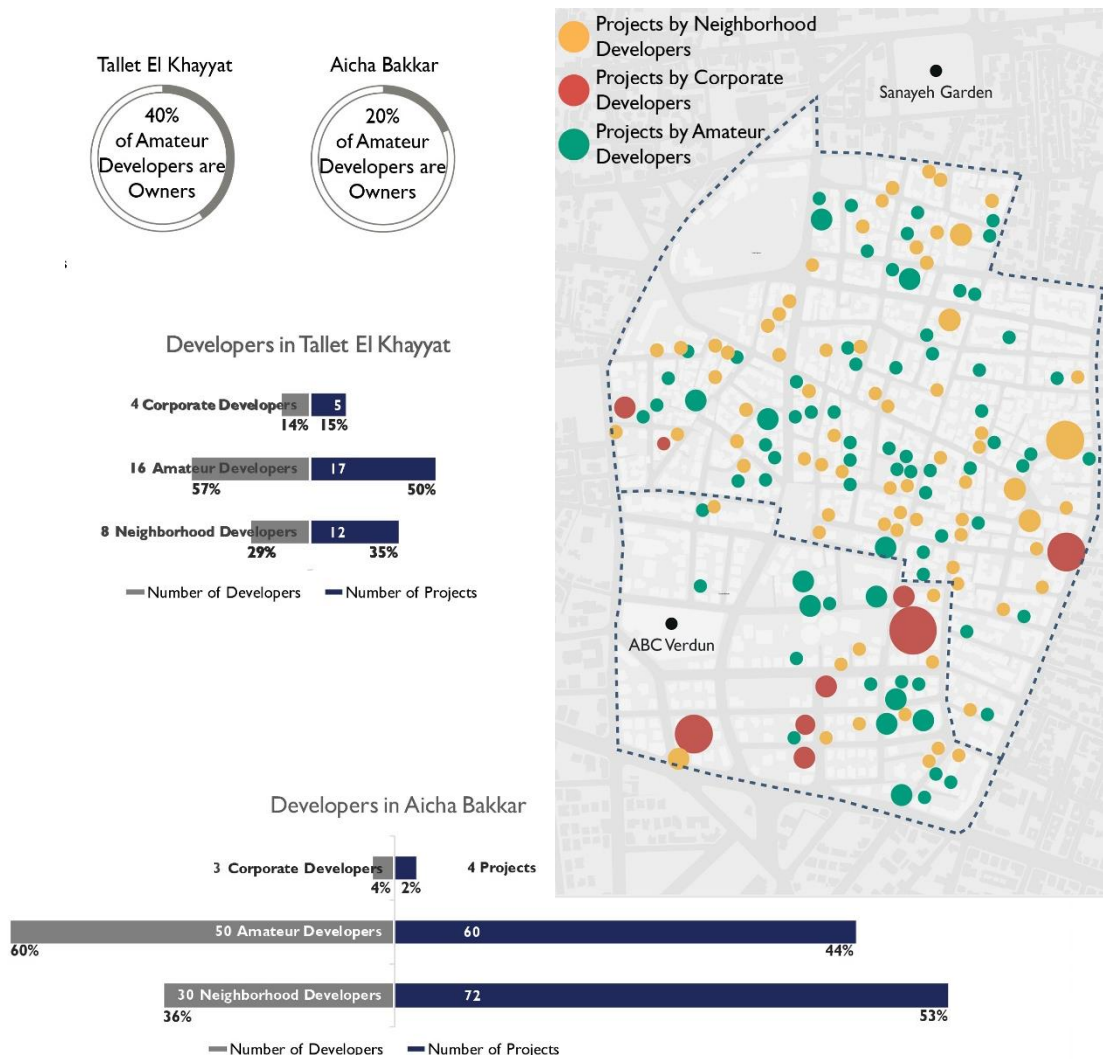 Tallet El Khayyat
40%
of Amateur
Developers are
Owners
Aicha Bakkar
20%
of Amateur
Developers are
Owners
Projects by Neighborhood
Developers
Projects by Corporate
Developers
Projects by Amateur
Developers
Sanayeh Garden
ABC Verdun
s
Developers in Tallet El Khayyat
4 Corporate Developers 5
14% 15%
16 Amateur Developers 17
57% 50%
8 Neighborhood Developers 12
29% 35%
Number of Developers Number of Projects
Developers in Aicha Bakkar
3 Corporate Developers 4 Projects
4% 2%
50 Amateur Developers 60
60% 44%
30 Neighborhood Developers 72
36% 53%
Number of Developers Number of Projects